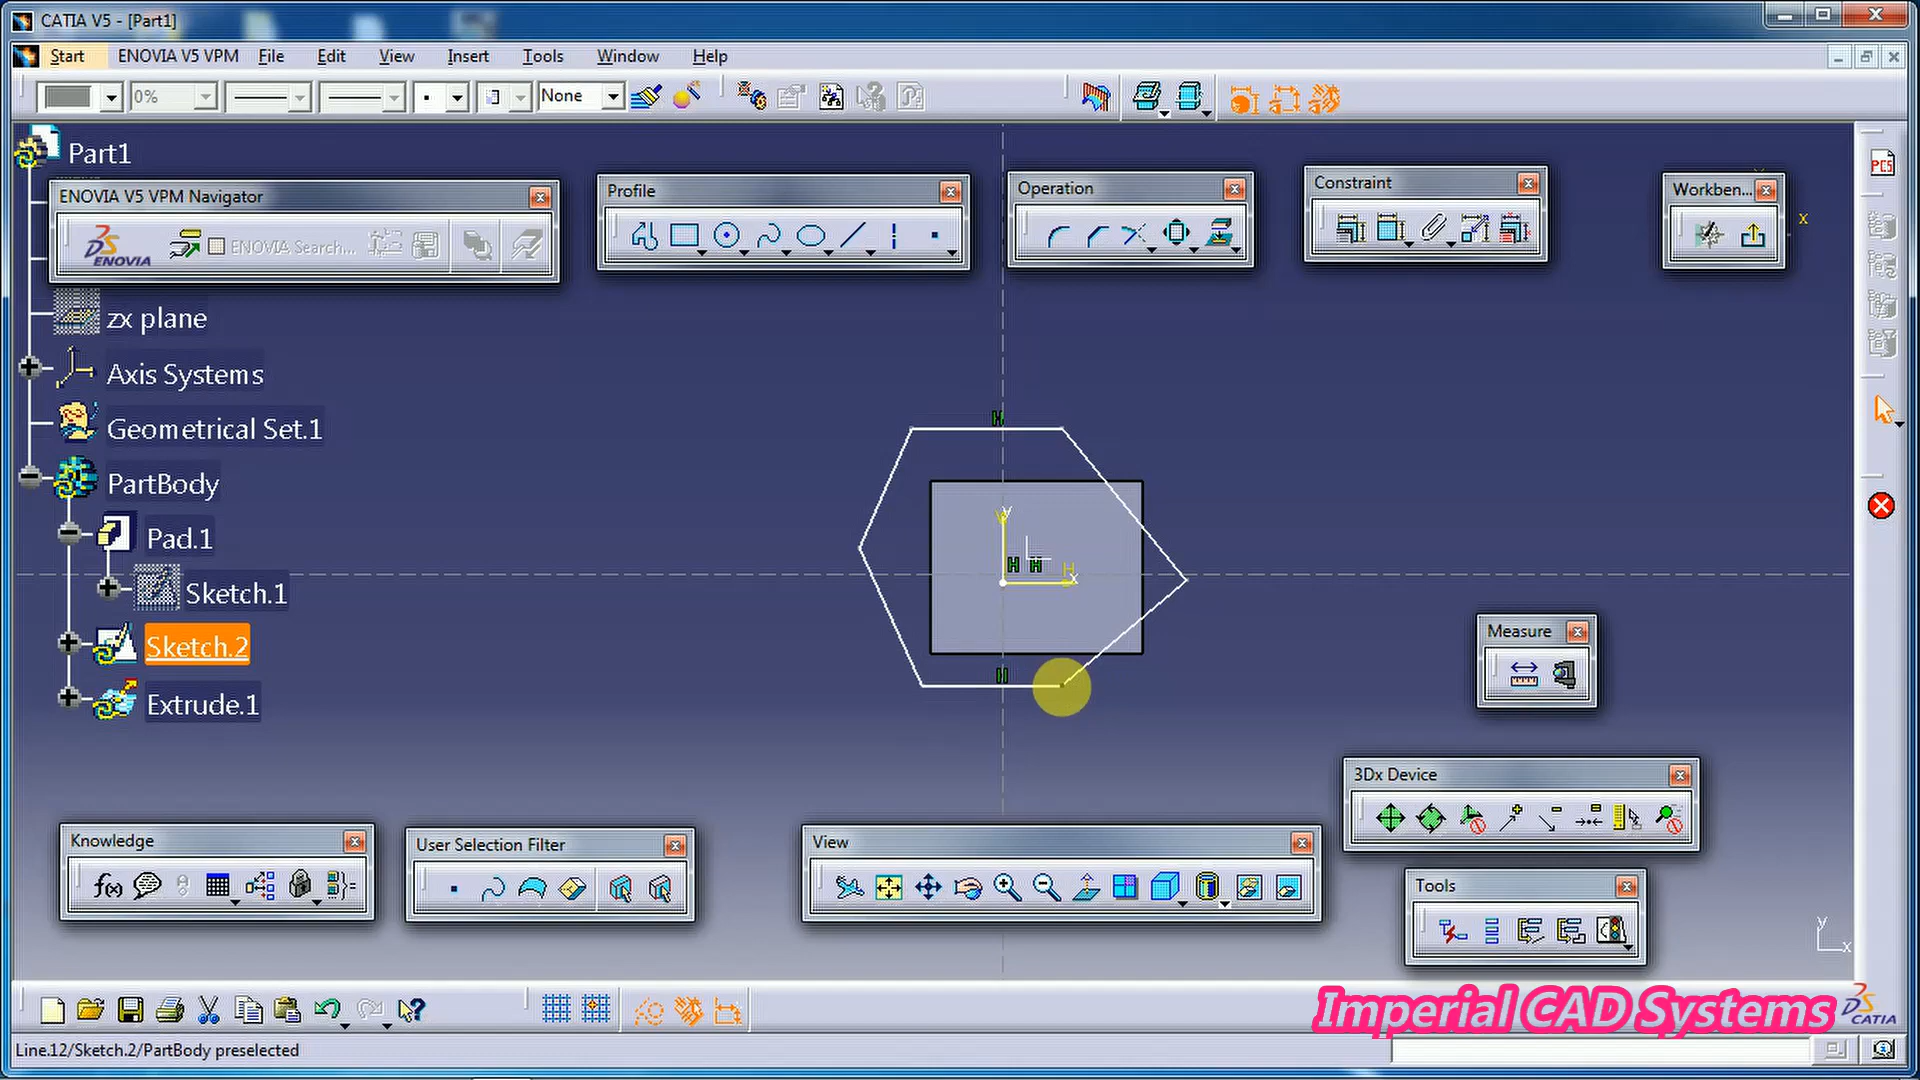 CATIA V5 - [Part1]
Start ENOVIA V5 VPM File Edit View Insert Tools Window Help
0% None
Part1
ENOVIA V5 VPM Navigator
ENOVIA
ENOVIA Search...
Profile
Operation
Constraint
Workben...
x
PCS
zx plane
Axis Systems
Geometrical Set.1
PartBody
Pad.1
Sketch.1
Sketch.2
Extrude.1
H
y
H H H x
H
Measure
3Dx Device
Knowledge
f(x)
User Selection Filter
View
Tools
y
x
Imperial CAD Systems
CATIA
Line.12/Sketch.2/PartBody preselected